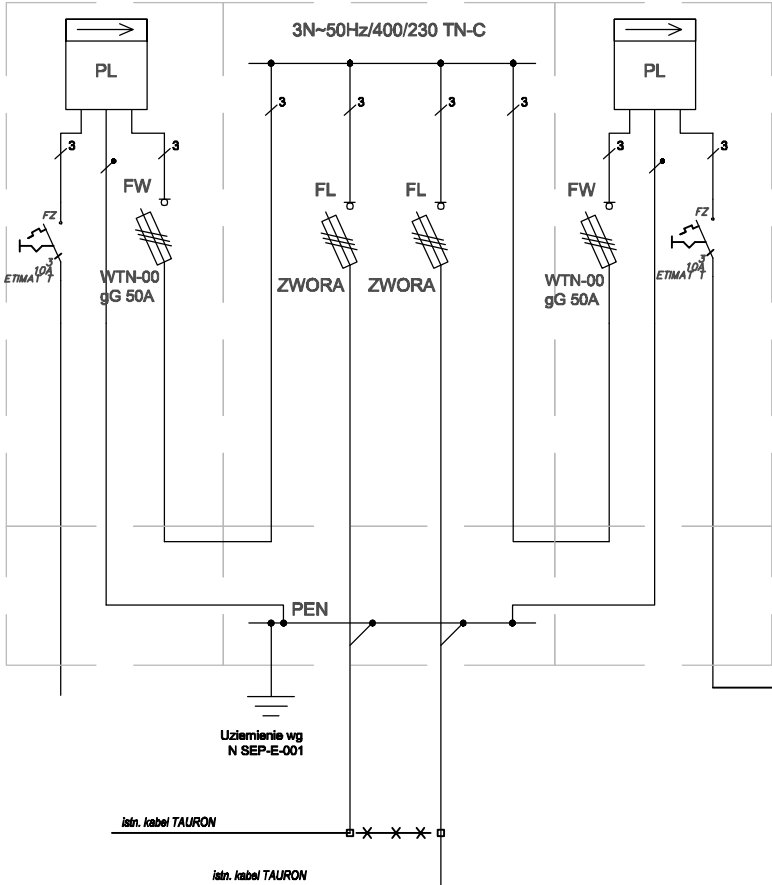 3N~50Hz/400/230 TN-C
PL
PL
3
3
3
3
3
3
3
3
FW
FL
FL
FW
FZ
FZ
3
10A
ETIMAT T
3
10A
ETIMAT T
WTN-00
gG 50A
ZWORA
ZWORA
WTN-00
gG 50A
PEN
Uziemienie wg
N SEP-E-001
istn. kabel TAURON
istn. kabel TAURON